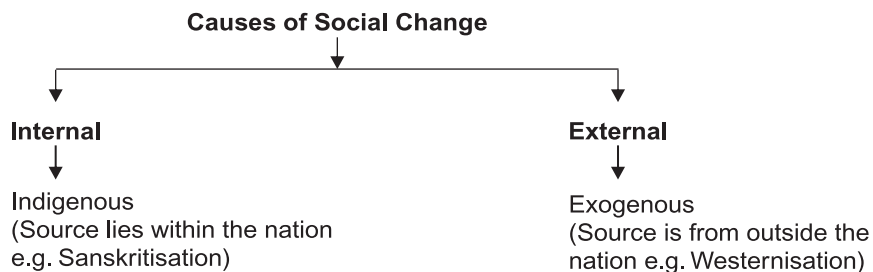 Causes of Social Change
Internal
External
Indigenous
(Source lies within the nation
e.g. Sanskritisation)
Exogenous
(Source is from outside the
nation e.g. Westernisation)